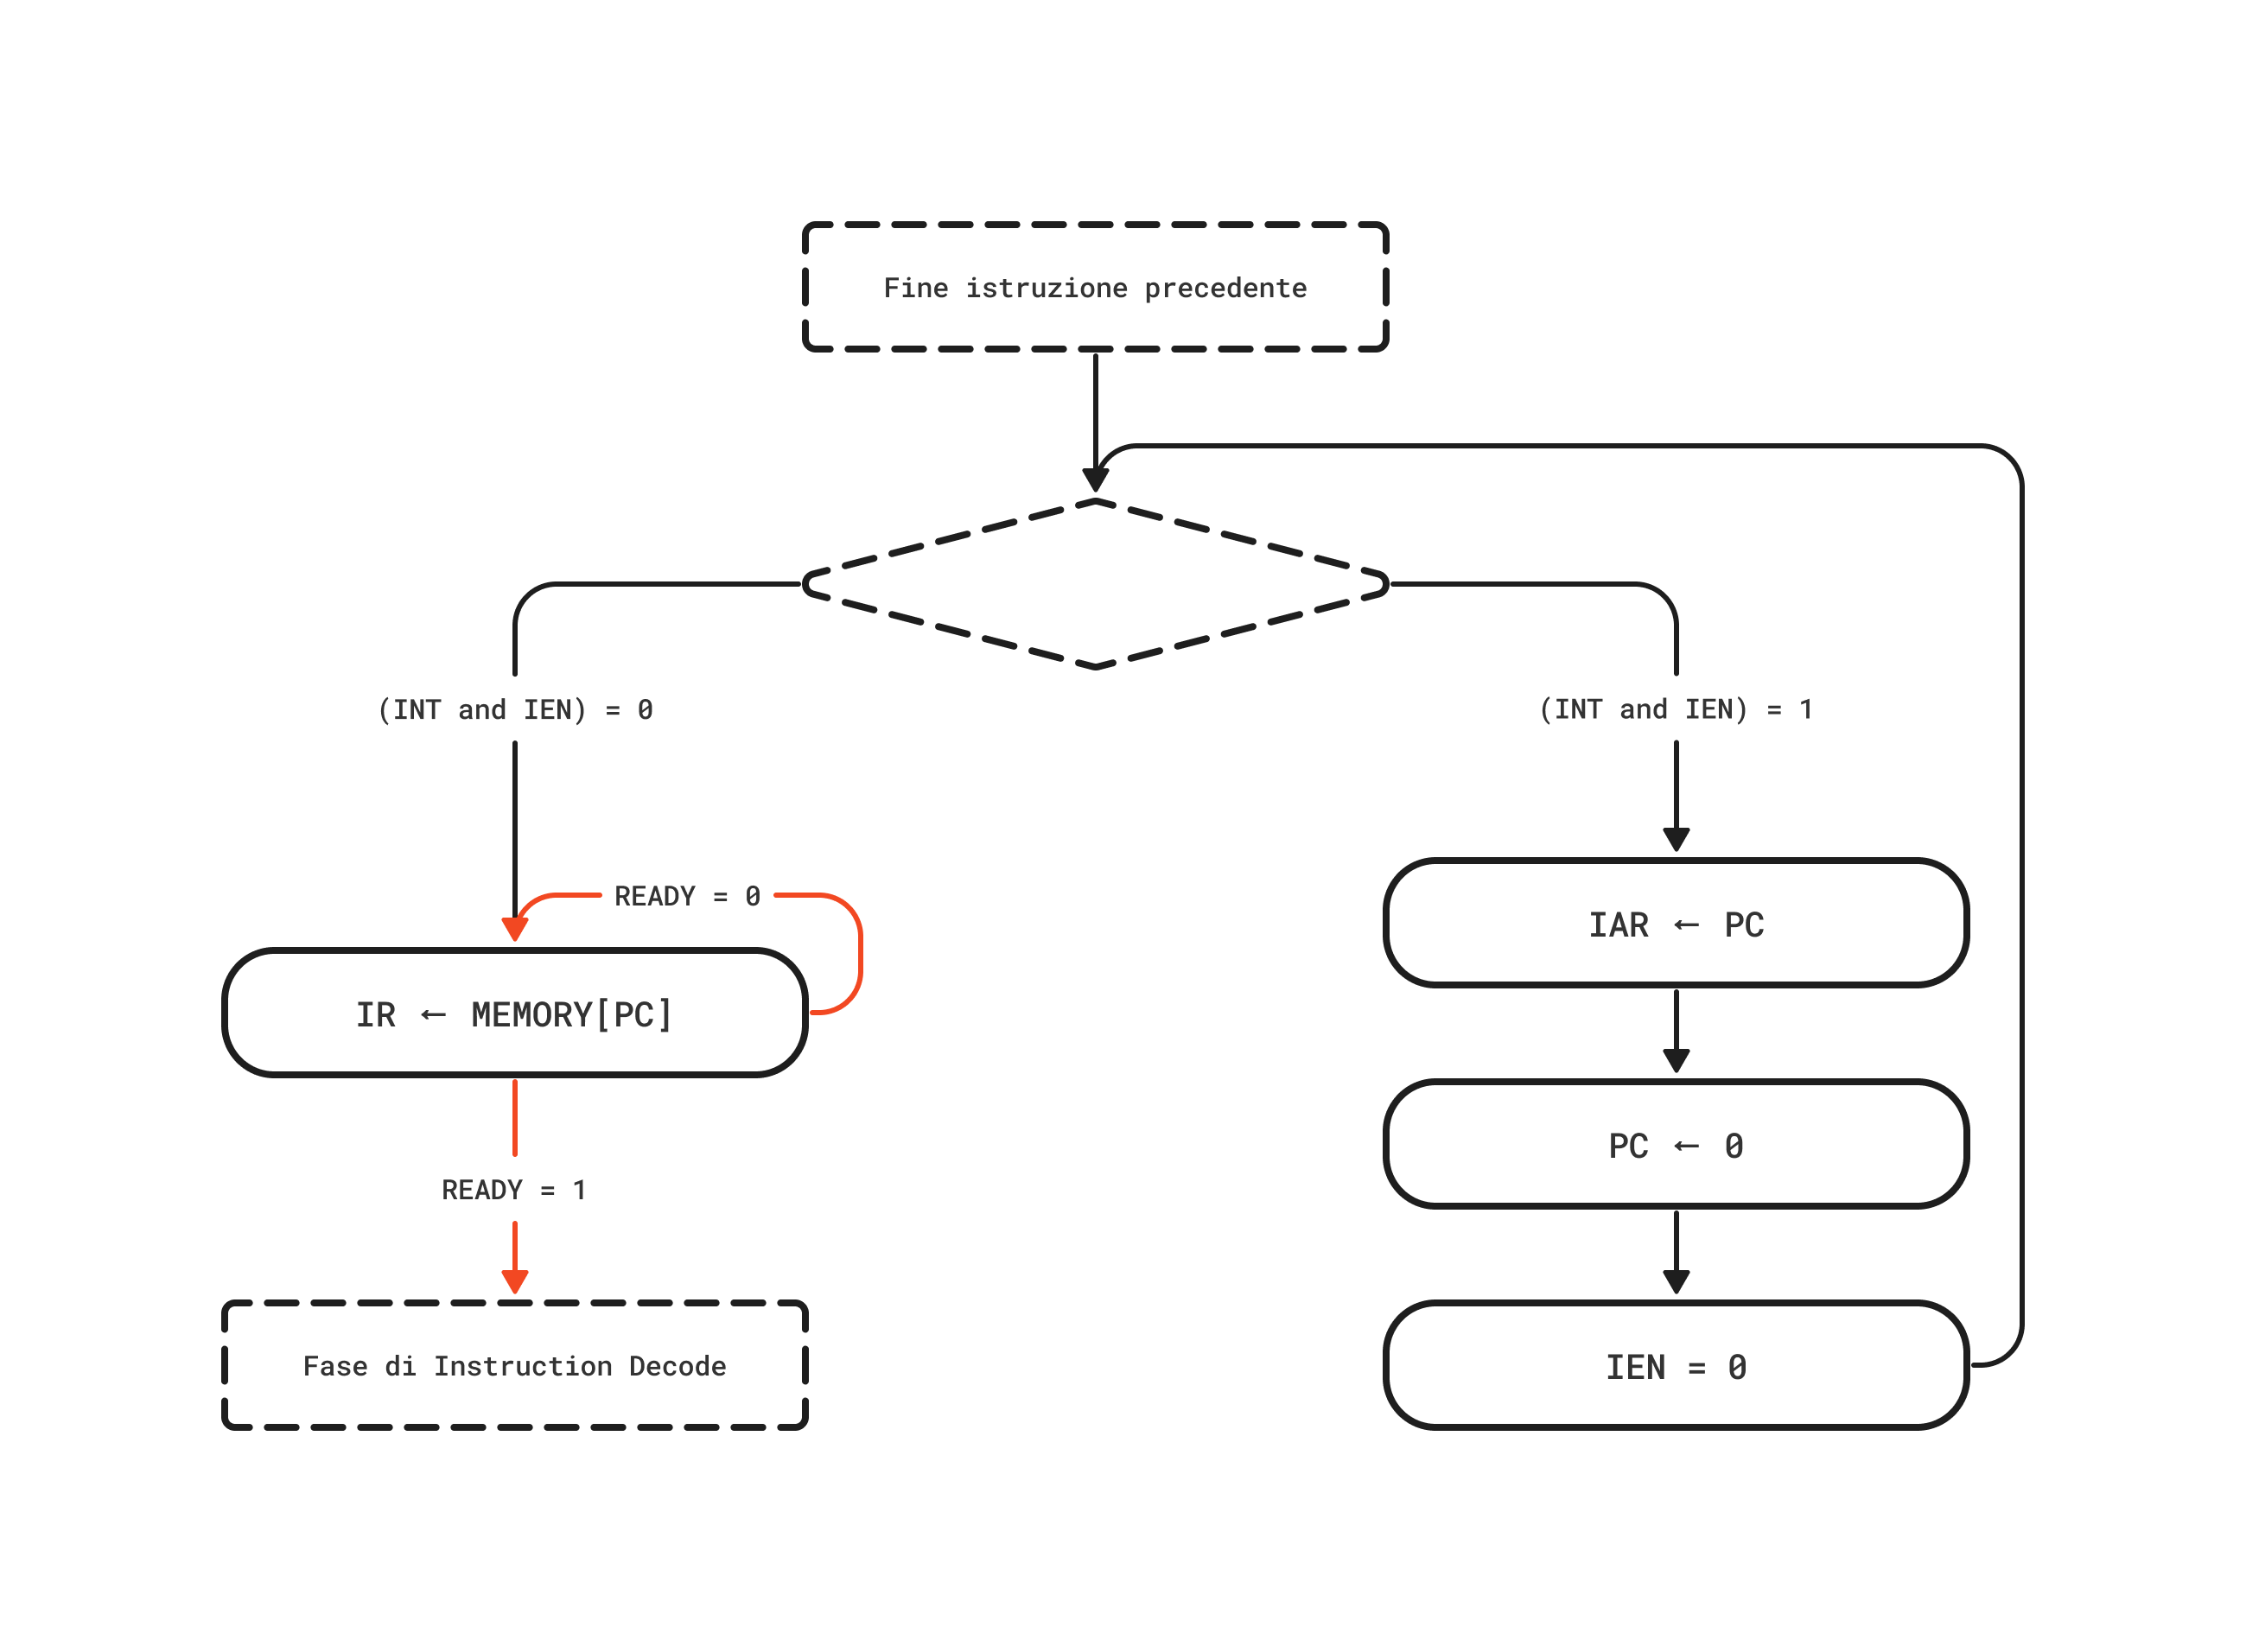 Fine istruzione precedente
(INT and IEN) = 0
(INT and IEN) = 1
READY = 0
IR ← MEMORY[PC]
READY = 1
Fase di Instruction Decode
IAR ← PC
PC ← 0
IEN = 0